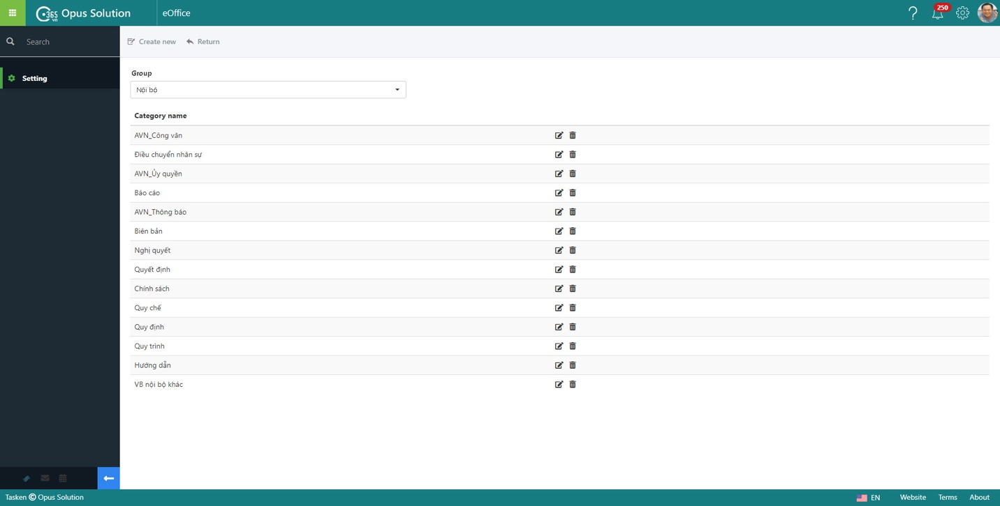 365 vn Opus Solution
eOffice
250
Search
Create new
Return
Setting
Group
Nội bộ
Category name
AVN_Công văn
Điều chuyển nhân sự
AVN_Ủy quyền
Báo cáo
AVN_Thông báo
Biên bản
Nghị quyết
Quyết định
Chính sách
Quy chế
Quy định
Quy trình
Hướng dẫn
VB nội bộ khác
Tasken © Opus Solution
EN
Website
Terms
About